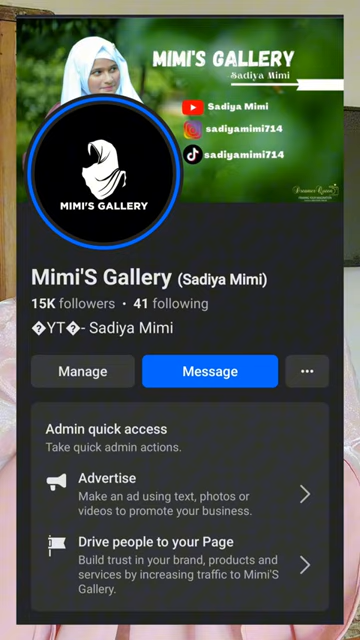 MIMI'S GALLERY
Sadiya Mimi
Sadiya Mimi
sadiyamimi714
sadiyamimi714
MIMI'S GALLERY
Mimi'S Gallery (Sadiya Mimi)
15K followers • 41 following
�YT�- Sadiya Mimi
Manage
Message
Admin quick access
Take quick admin actions.
Advertise
Make an ad using text, photos or
videos to promote your business.
Drive people to your Page
Build trust in your brand, products and
services by increasing traffic to Mimi'S
Gallery.